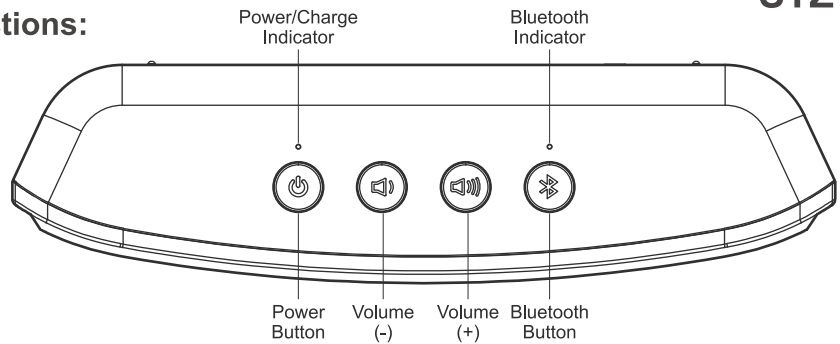 tions:
Power/Charge
Indicator
Bluetooth
Indicator
Power
Button
Volume
(-)
Volume
(+)
Bluetooth
Button